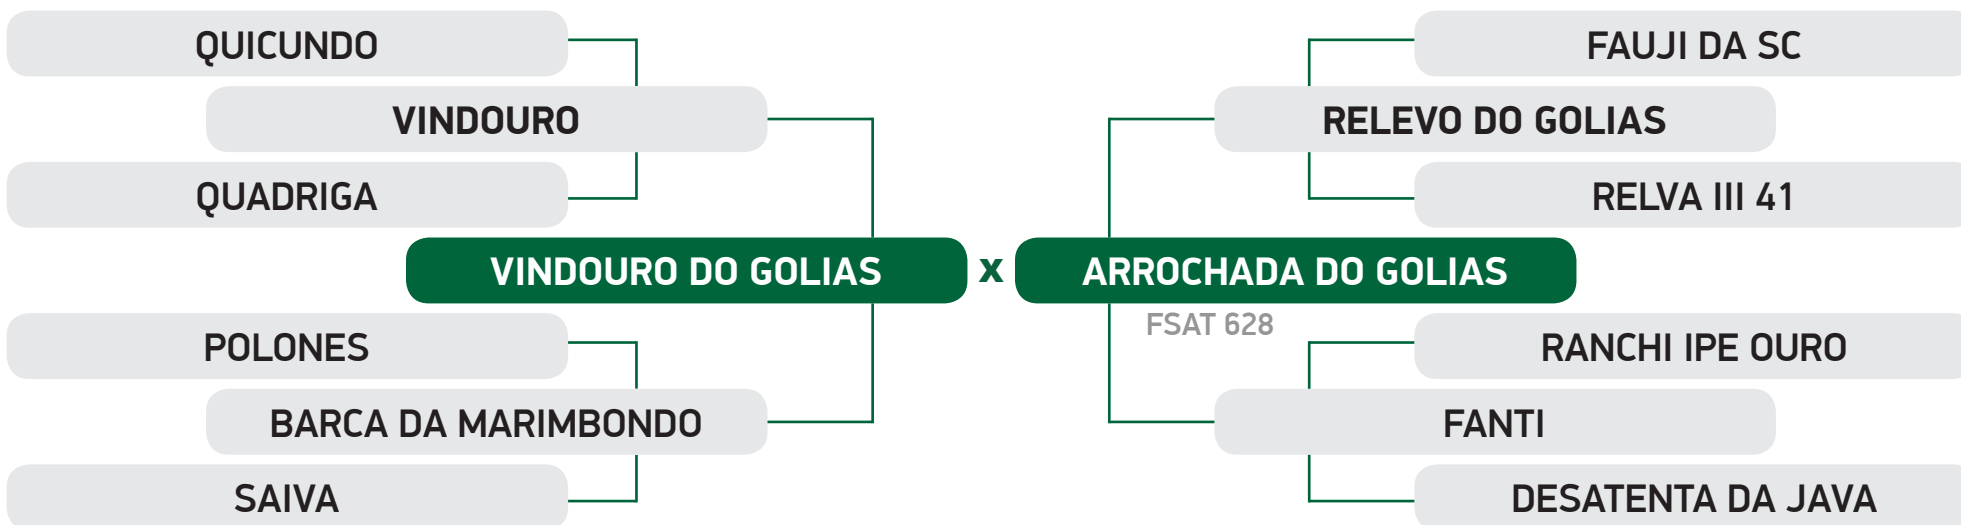 QUICUNDO
FAUJI DA SC
VINDOURO
RELEVO DO GOLIAS
QUADRIGA
RELVA III 41
VINDOURO DO GOLIAS x ARROCHADA DO GOLIAS
FSAT 628
POLONES
RANCHI IPE OURO
BARCA DA MARIMBONDO
FANTI
SAIVA
DESATENTA DA JAVA